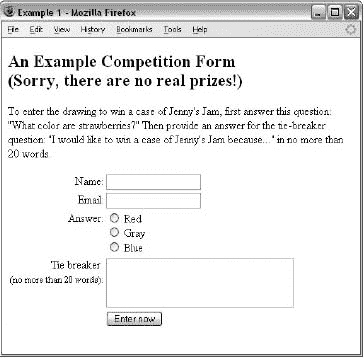 Example 1 - Mozilla Firefox
File Edit View History Bookmarks Tools Help
An Example Competition Form
(Sorry, there are no real prizes!)
To enter the drawing to win a case of Jenny's Jam, first answer this question:
"What color are strawberries?" Then provide an answer for the tie-breaker
question: "I would like to win a case of Jenny's Jam because..." in no more than
20 words.
Name:
Email:
Answer: Red
Gray
Blue
Tie breaker
(no more than 20 words):
Enter now